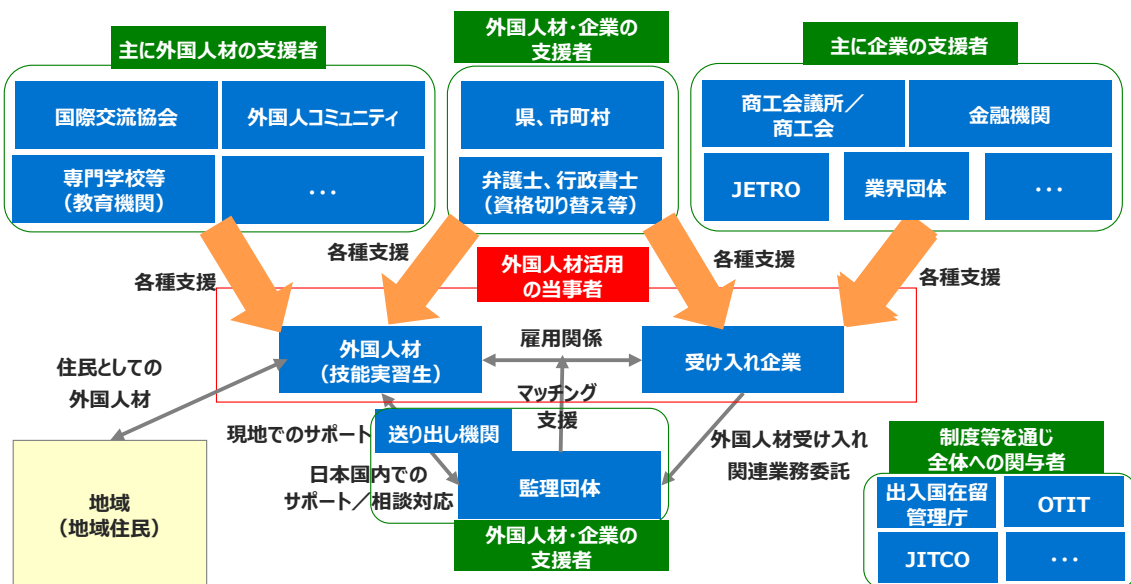 主に外国人材の支援者
国際交流協会
外国人コミュニティ
専門学校等
（教育機関）
・・・
外国人材・企業の
支援者
県、市町村
弁護士、行政書士
（資格切り替え等）
主に企業の支援者
商工会議所／
商工会
金融機関
JETRO
業界団体
・・・
各種支援
各種支援
各種支援
各種支援
外国人材活用
の当事者
外国人材
（技能実習生）
雇用関係
受け入れ企業
マッチング
支援
住民としての
外国人材
現地でのサポート
送り出し機関
日本国内での
サポート／相談対応
監理団体
外国人材・企業の
支援者
外国人材受け入れ
関連業務委託
地域
（地域住民）
制度等を通じ
全体への関与者
出入国在留
管理庁
OTIT
JITCO
・・・